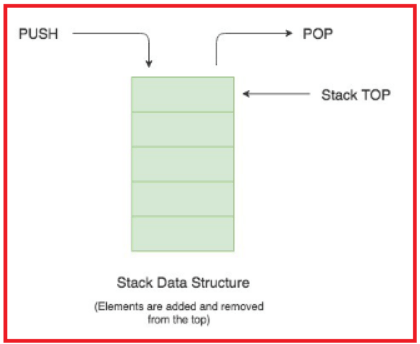 PUSH
POP
Stack TOP
Stack Data Structure
(Elements are added and removed
from the top)